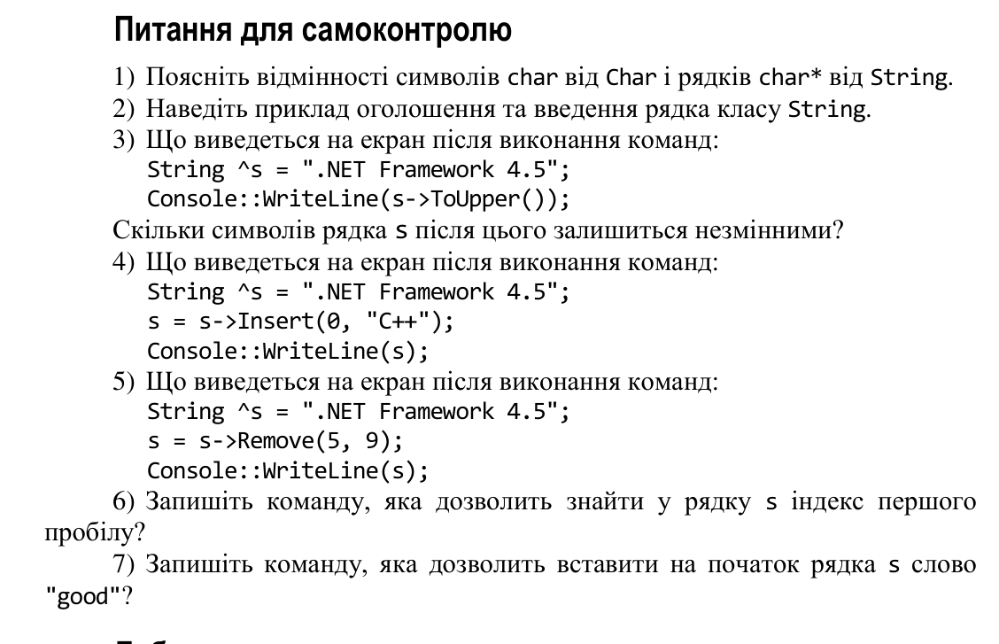 Питання для самоконтролю
1) Поясніть відмінності символів char від Char і рядків char* від String.
2) Наведіть приклад оголошення та введення рядка класу String.
3) Що виведеться на екран після виконання команд:
String ^s = ".NET Framework 4.5";
Console::WriteLine(s->ToUpper());
Скільки символів рядка s після цього залишиться незмінними?
4) Що виведеться на екран після виконання команд:
String ^s = ".NET Framework 4.5";
s = s->Insert(0, "C++");
Console::WriteLine(s);
5) Що виведеться на екран після виконання команд:
String ^s = ".NET Framework 4.5";
s = s->Remove(5, 9);
Console::WriteLine(s);
6) Запишіть команду, яка дозволить знайти у рядку s індекс першого
пробілу?
7) Запишіть команду, яка дозволить вставити на початок рядка s слово
"good"?